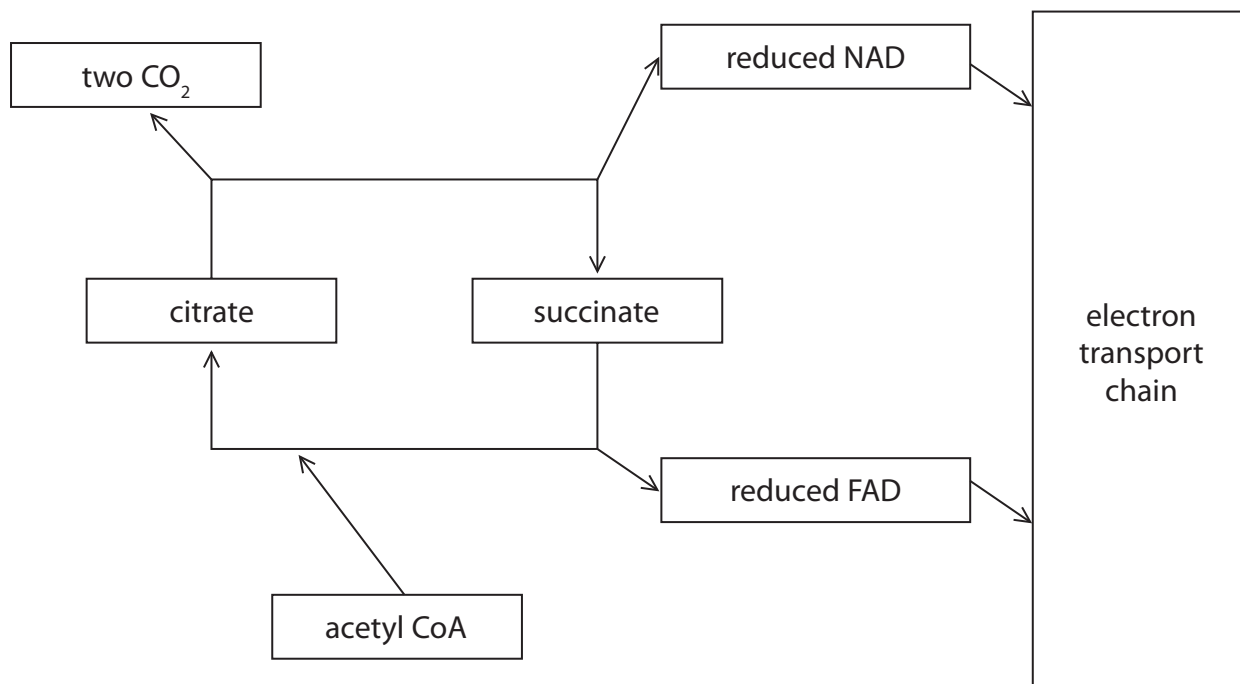 two CO₂
reduced NAD
citrate
succinate
electron
transport
chain
reduced FAD
acetyl CoA